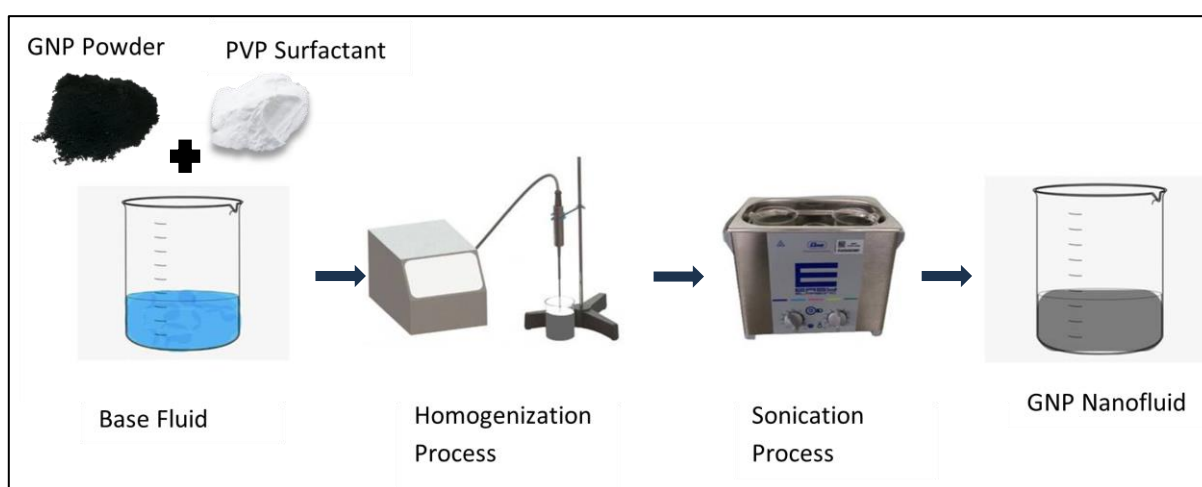 GNP Powder
PVP Surfactant
Base Fluid
Homogenization
Process
E
Sonication
Process
GNP Nanofluid